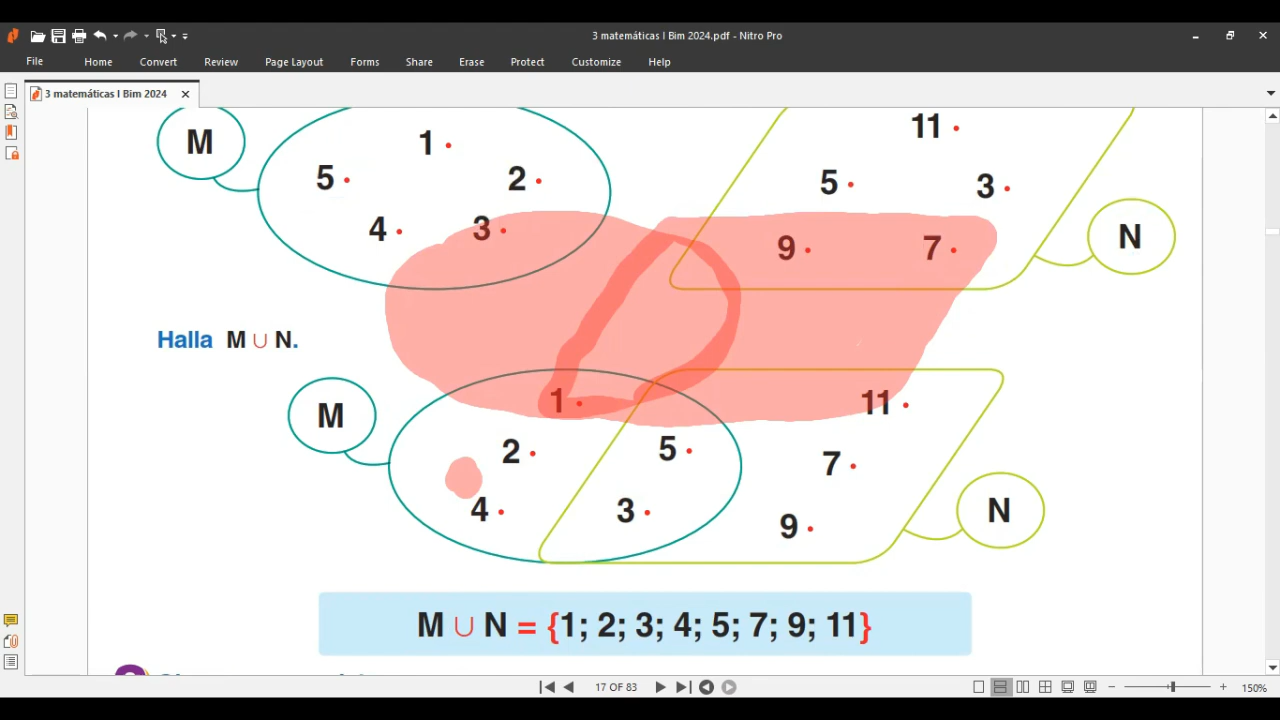 3 matemáticas I Bim 2024.pdf - Nitro Pro
File Home Convert Review Page Layout Forms Share Erase Protect Customize Help
3 matemáticas I Bim 2024
M
1
5
2
4
3
11
5
3
9
7
N
Halla M ∪ N.
M
1
2
4
5
3
11
7
9
N
M ∪ N = {1; 2; 3; 4; 5; 7; 9; 11}
17 OF 83
150%